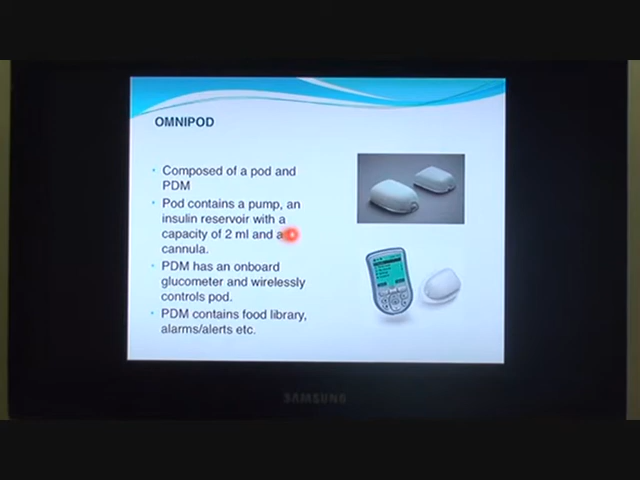 OMNIPOD
• Composed of a pod and
PDM
• Pod contains a pump, an
insulin reservoir with a
capacity of 2 ml and a
cannula.
• PDM has an onboard
glucometer and wirelessly
controls pod.
• PDM contains food library,
alarms/alerts etc.
SAMSUNG